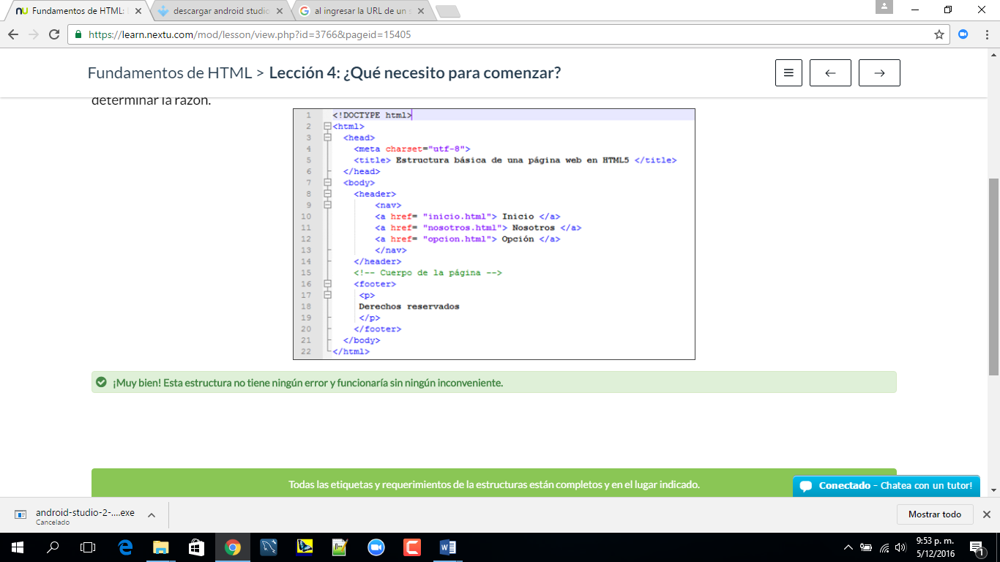 Fundamentos de HTML:
descargar android studio
al ingresar la URL de un s
https://learn.nextu.com/mod/lesson/view.php?id=3766&pageid=15405
Fundamentos de HTML > Lección 4: ¿Qué necesito para comenzar?
determinar la razón.
1 <!DOCTYPE html>
2 <html>
3 <head>
4 <meta charset="utf-8">
5 <title> Estructura básica de una página web en HTML5 </title>
6 </head>
7 <body>
8 <header>
9 <nav>
10 <a href= "inicio.html"> Inicio </a>
11 <a href= "nosotros.html"> Nosotros </a>
12 <a href= "opcion.html"> Opción </a>
13 </nav>
14 </header>
15 <!-- Cuerpo de la página -->
16 <footer>
17 <p>
18 Derechos reservados
19 </p>
20 </footer>
21 </body>
22 </html>
¡Muy bien! Esta estructura no tiene ningún error y funcionaría sin ningún inconveniente.
Todas las etiquetas y requerimientos de la estructuras están completos y en el lugar indicado.
Conectado - Chatea con un tutor!
android-studio-2-....exe
Cancelado
Mostrar todo
9:53 p. m.
5/12/2016
1